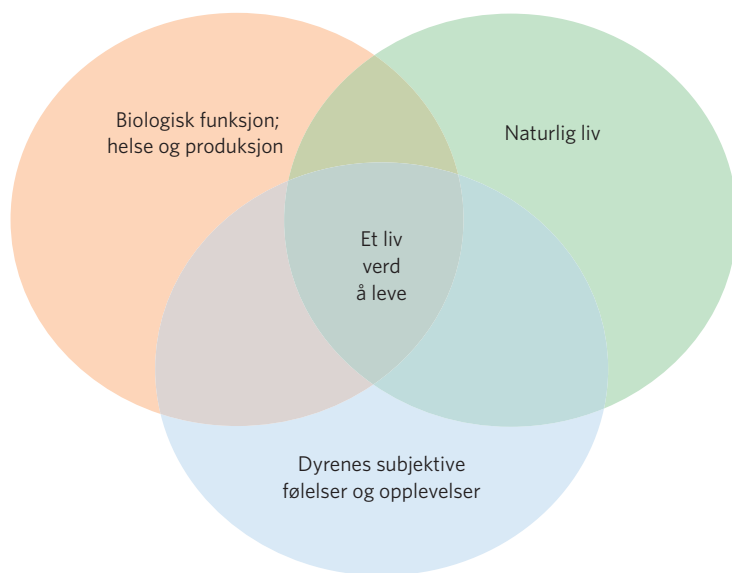 Biologisk funksjon;
helse og produksjon
Naturlig liv
Et liv
verd
å leve
Dyrenes subjektive
følelser og opplevelser